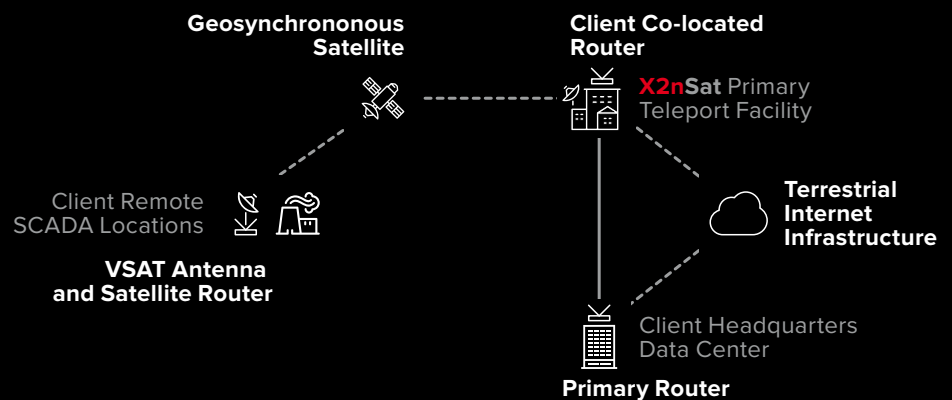 Geosynchrononous
Satellite
Client Co-located
Router
X2nSat Primary
Teleport Facility
Client Remote
SCADA Locations
VSAT Antenna
and Satellite Router
Terrestrial
Internet
Infrastructure
Client Headquarters
Data Center
Primary Router